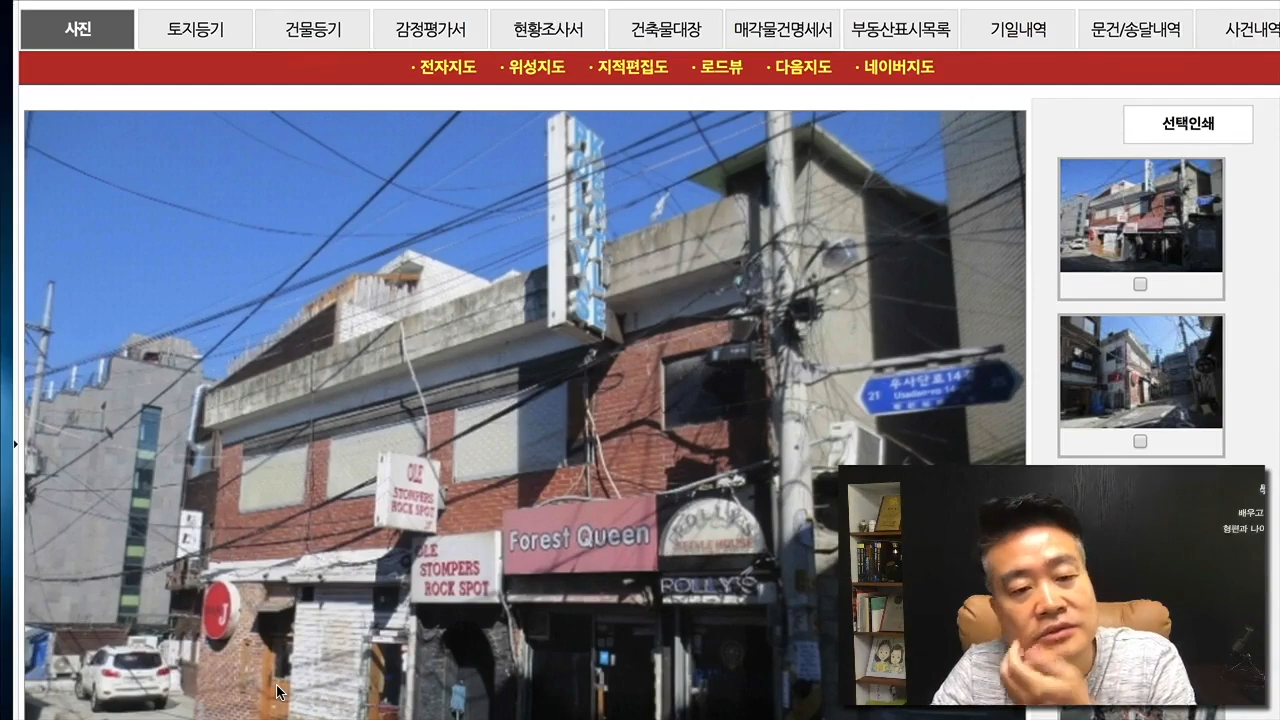 사진 토지등기 건물등기 감정평가서 현황조사서 건축물대장 매각물건명세서 부동산표시목록 기일내역 문건/송달내역 사건내역
· 전자지도 · 위성지도 · 지적편집도 · 로드뷰 · 다음지도 · 네이버지도
선택인쇄
ROLLY'S
우사단로14
21
Usadan-ro 14
OLE
STOMPERS
ROCK SPOT
Forest Queen
OLE
STOMPERS
ROCK SPOT
ROLLY'S
ROLLY'S
J
배우고
형편과 나이